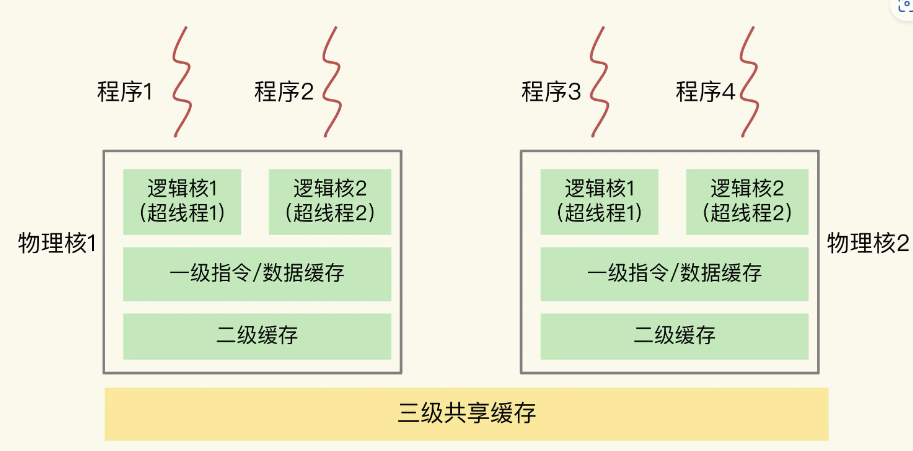 程序1
程序2
程序3
程序4
物理核1
逻辑核1
(超线程1)
逻辑核2
(超线程2)
一级指令/数据缓存
二级缓存
逻辑核1
(超线程1)
逻辑核2
(超线程2)
一级指令/数据缓存
二级缓存
物理核2
三级共享缓存